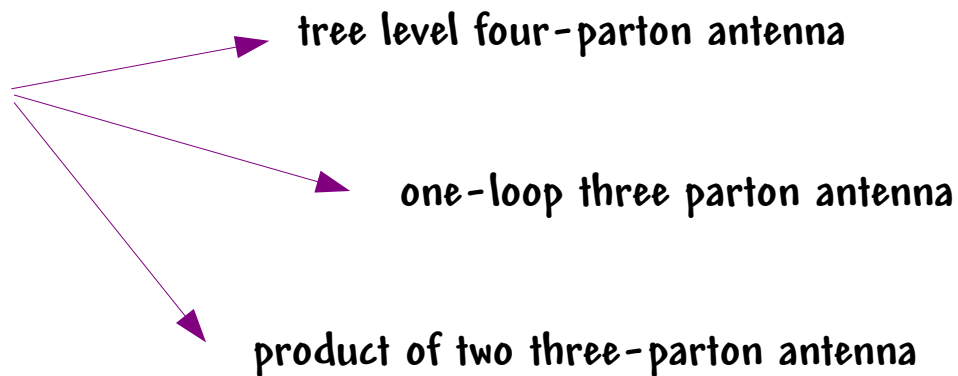 tree level four-parton antenna
one-loop three parton antenna
product of two three-parton antenna